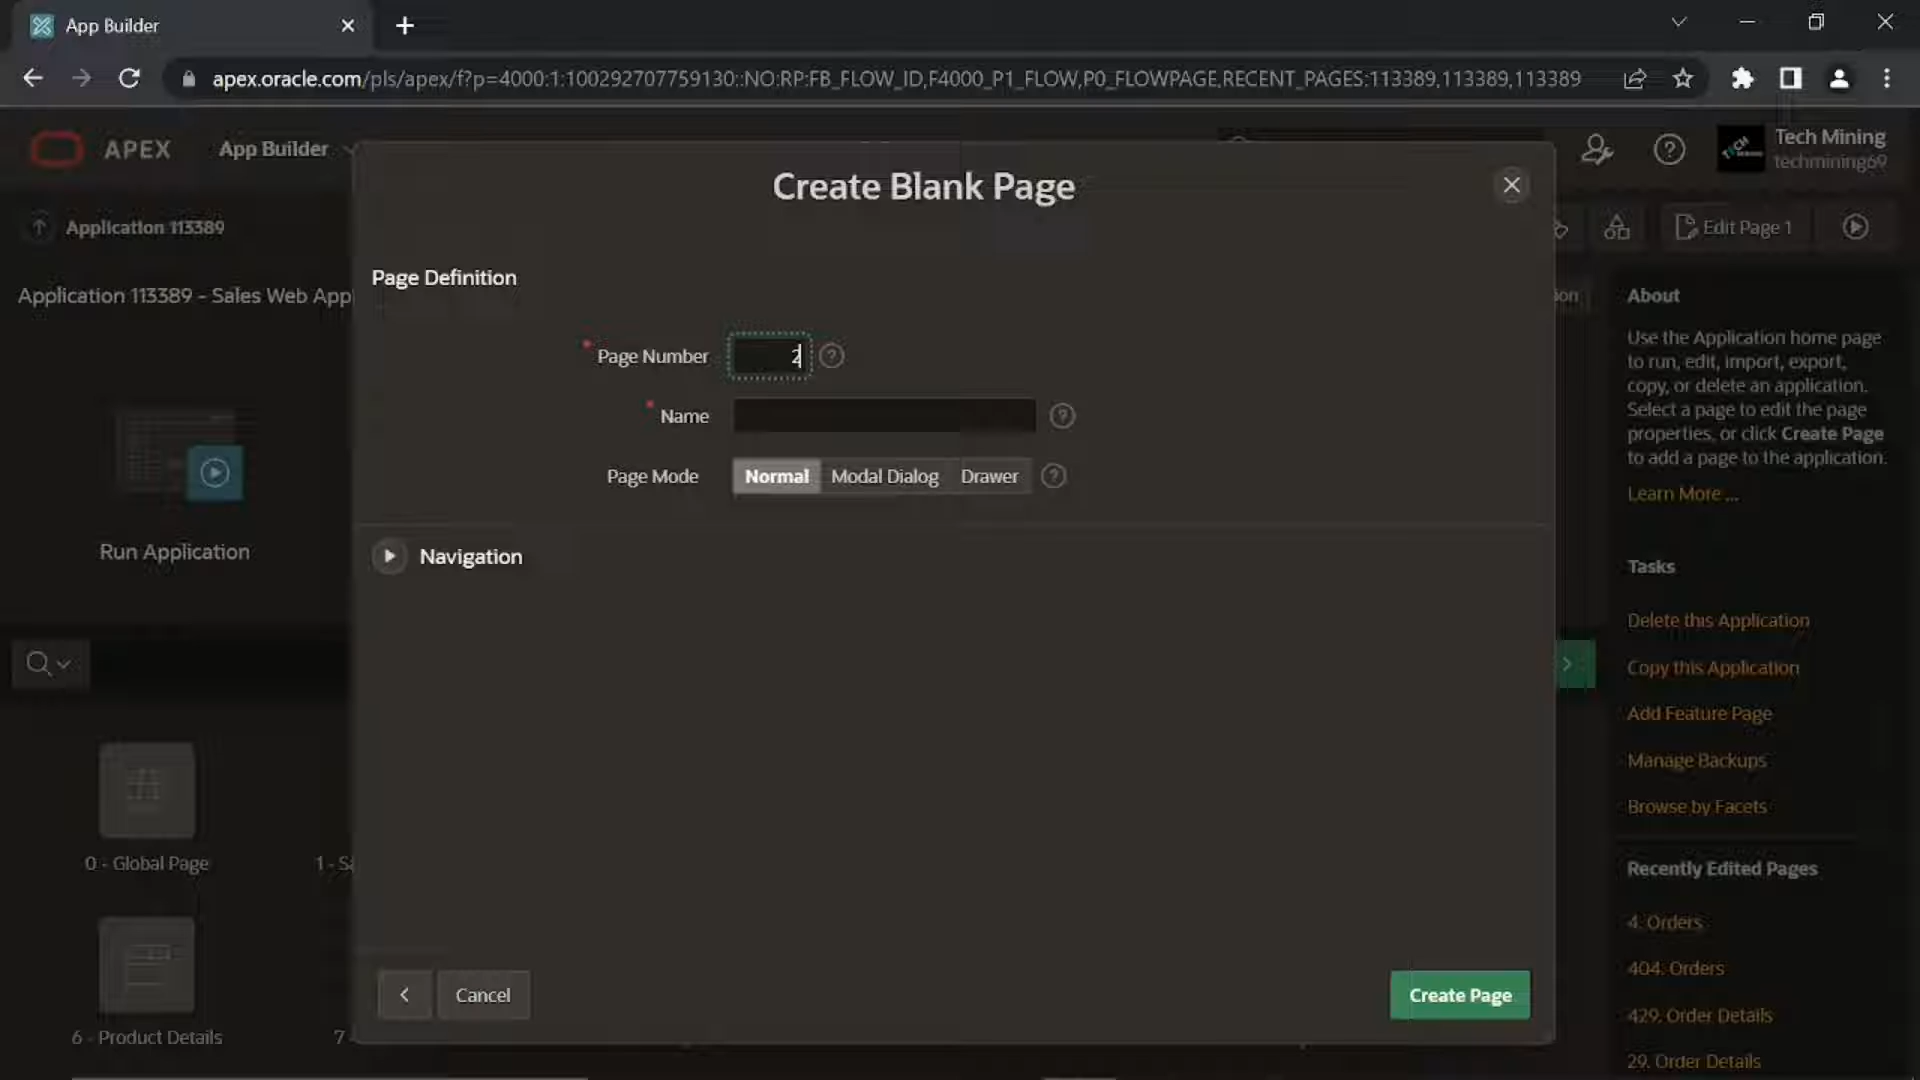 App Builder
apex.oracle.com/pls/apex/f?p=4000:1:100292707759130::NO:RP:FB_FLOW_ID,F4000_P1_FLOW,P0_FLOWPAGE,RECENT_PAGES:113389,113389,113389
APEX
App Builder
Tech Mining
techmining69
Create Blank Page
Application 113389
Edit Page 1
Page Definition
Application 113389 - Sales Web App
About
Use the Application home page
to run, edit, import, export,
copy, or delete an application.
Select a page to edit the page
properties, or click Create Page
to add a page to the application.
Learn More ...
Page Number
2
Name
Page Mode
Normal
Modal Dialog
Drawer
Navigation
Run Application
Tasks
Delete this Application
Copy this Application
Add Feature Page
Manage Backups
Browse by Facets
0 - Global Page
Recently Edited Pages
4. Orders
404. Orders
429. Order Details
29. Order Details
6 - Product Details
7 -
Cancel
Create Page